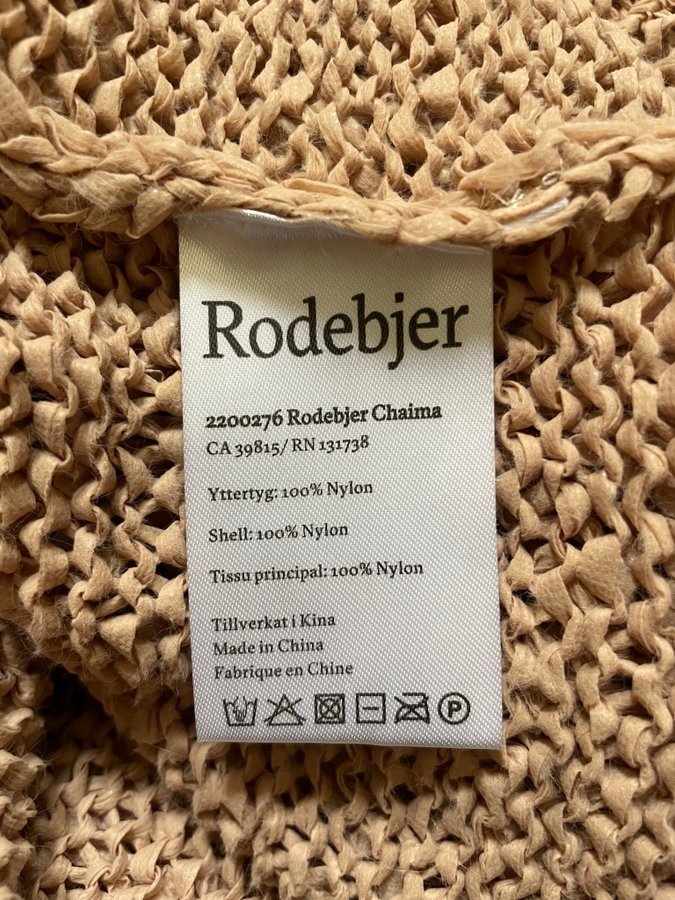 Rodebjer
2200276 Rodebjer Chaima
CA 39815/ RN 131738
Yttertyg: 100% Nylon
Shell: 100% Nylon
Tissu principal: 100% Nylon
Tillverkat i Kina
Made in China
Fabrique en Chine
P